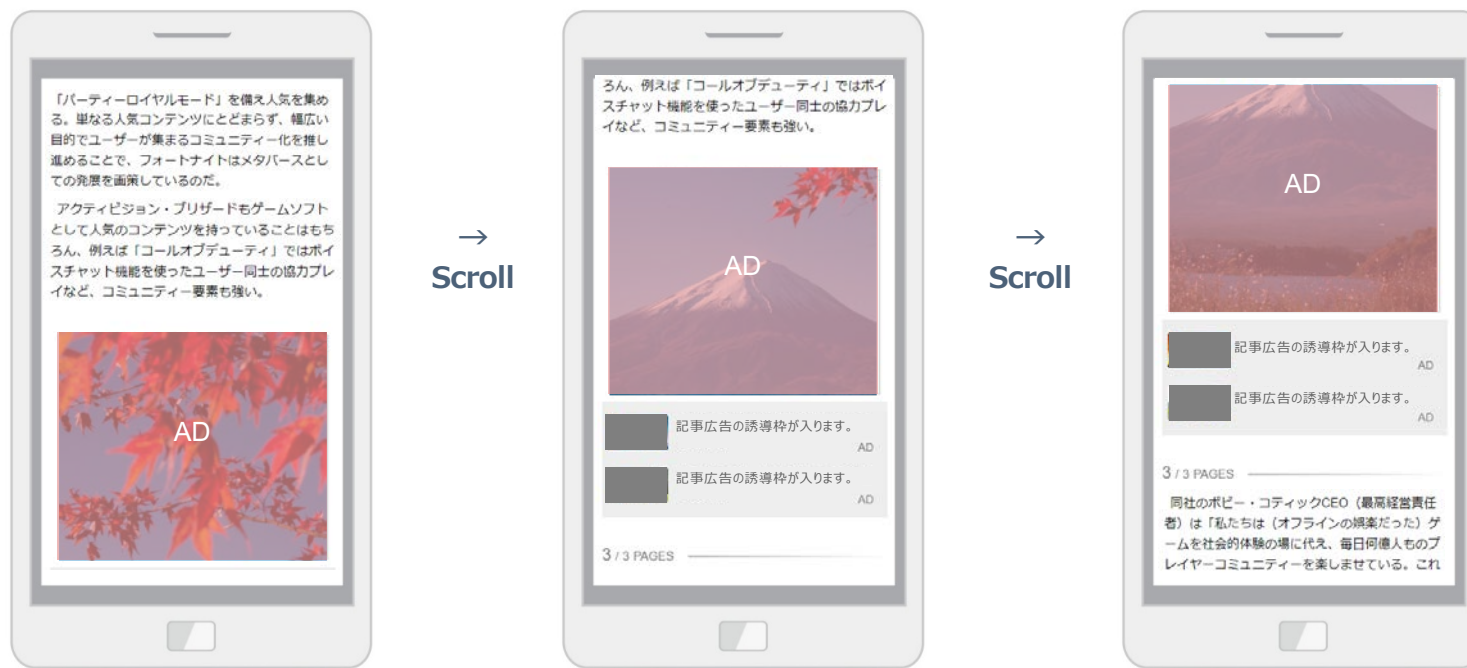 「パーティーロイヤルモード」を備え人気を集め
る。単なる人気コンテンツにとどまらず、幅広い
目的でユーザーが集まるコミュニティー化を推し
進めることで、フォートナイトはメタバースとし
ての発展を画策しているのだ。
アクティビジョン・ブリザードもゲームソフト
として人気のコンテンツを持っていることはもち
ろん、例えば「コールオブデューティ」ではボイ
スチャット機能を使ったユーザー同士の協力プレ
イなど、コミュニティー要素も強い。
AD
→
Scroll
ろん、例えば「コールオブデューティ」ではボイ
スチャット機能を使ったユーザー同士の協力プレ
イなど、コミュニティー要素も強い。
AD
記事広告の誘導枠が入ります。
AD
記事広告の誘導枠が入ります。
AD
3 / 3 PAGES
→
Scroll
AD
記事広告の誘導枠が入ります。
AD
記事広告の誘導枠が入ります。
AD
3 / 3 PAGES
同社のボビー・コティックCEO（最高経営責任
者）は「私たちは（オフラインの娯楽だった）ゲ
ームを社会的体験の場に代え、毎日何億人ものプ
レイヤーコミュニティーを楽しませている。これ